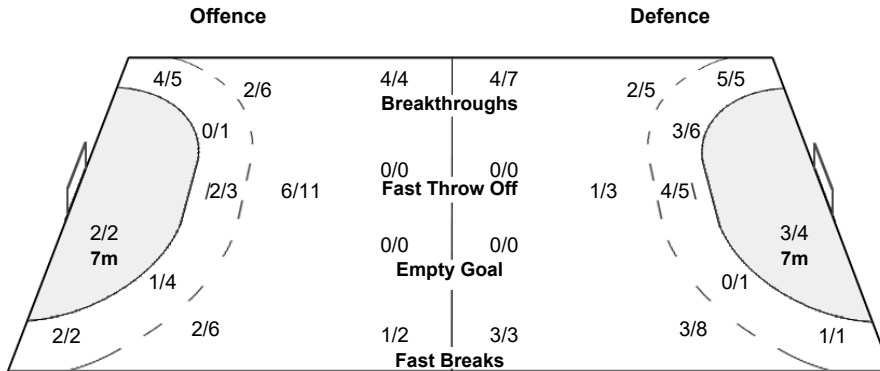 Offence Defence
4/5 2/6 4/4 4/7 2/5 5/5
Breakthroughs
0/1 3/6
0/0 0/0
2/3 6/11 Fast Throw Off 1/3 4/5
2/2 3/4
7m 7m
0/0 0/0
Empty Goal
1/4 0/1
2/2 2/6 1/2 3/3 3/8 1/1
Fast Breaks